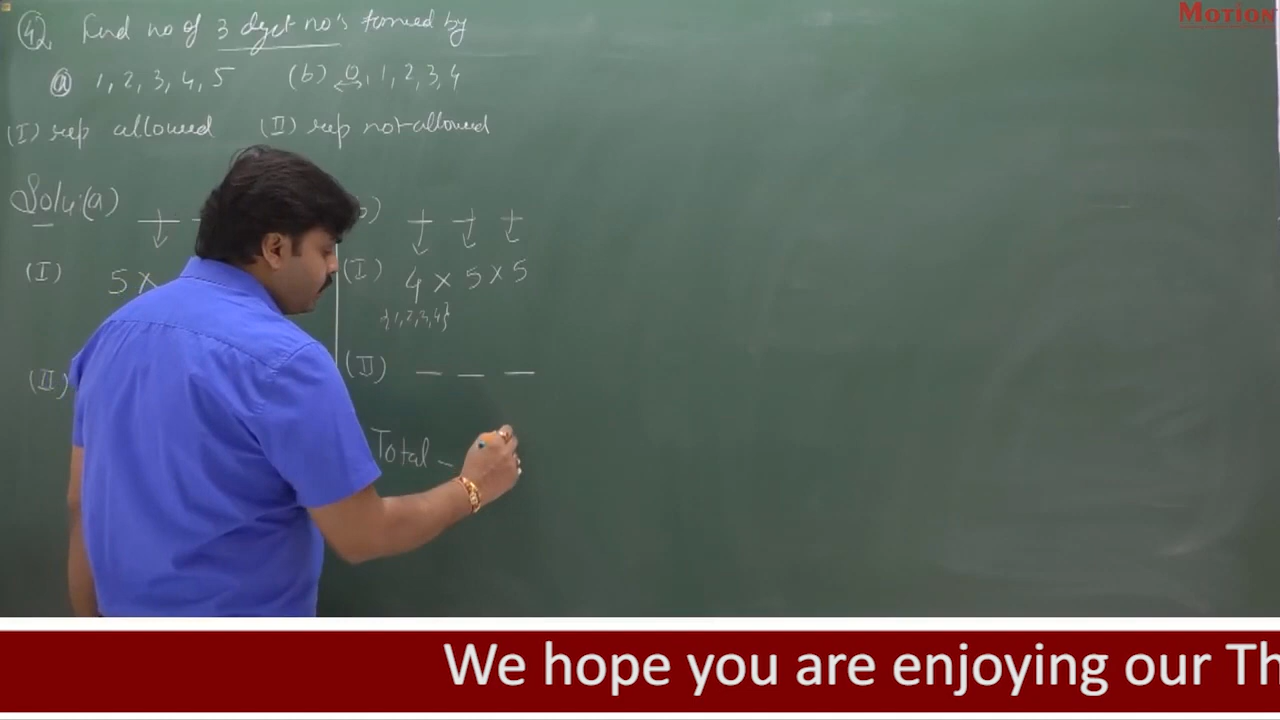 MOTION
42 Find no of 3 digit no's formed by
(a) 1, 2, 3, 4, 5 (b) 0, 1, 2, 3, 4
(I) rep allowed (II) rep not allowed
Solu:(a)
(I) 5 × (I) 4 × 5 × 5
{1,2,3,4}
(II) (II) _ _ _
Total -
We hope you are enjoying our Th